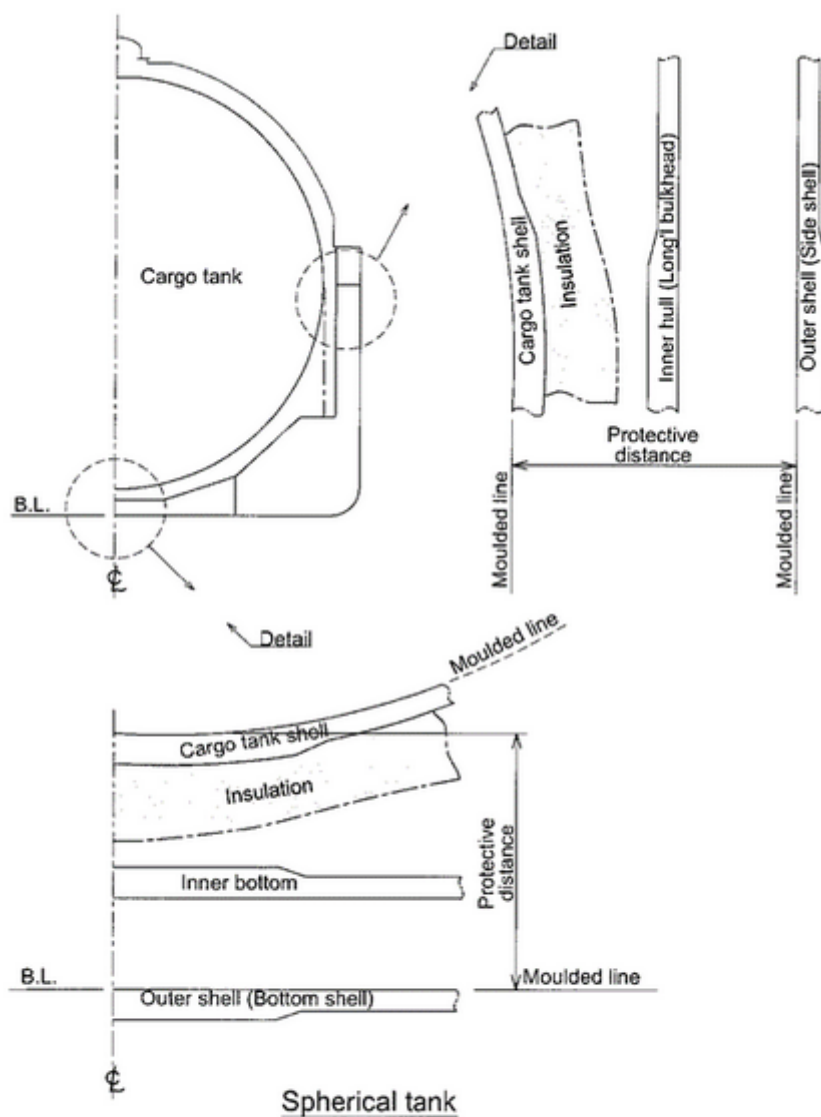 Detail
Cargo tank
Cargo tank shell
Insulation
Inner hull (Long'l bulkhead)
Outer shell (Side shell)
Protective
distance
Moulded line
Moulded line
B.L.
℄
Detail
Moulded line
Cargo tank shell
Insulation
Protective
distance
Inner bottom
B.L.
Moulded line
Outer shell (Bottom shell)
℄
Spherical tank